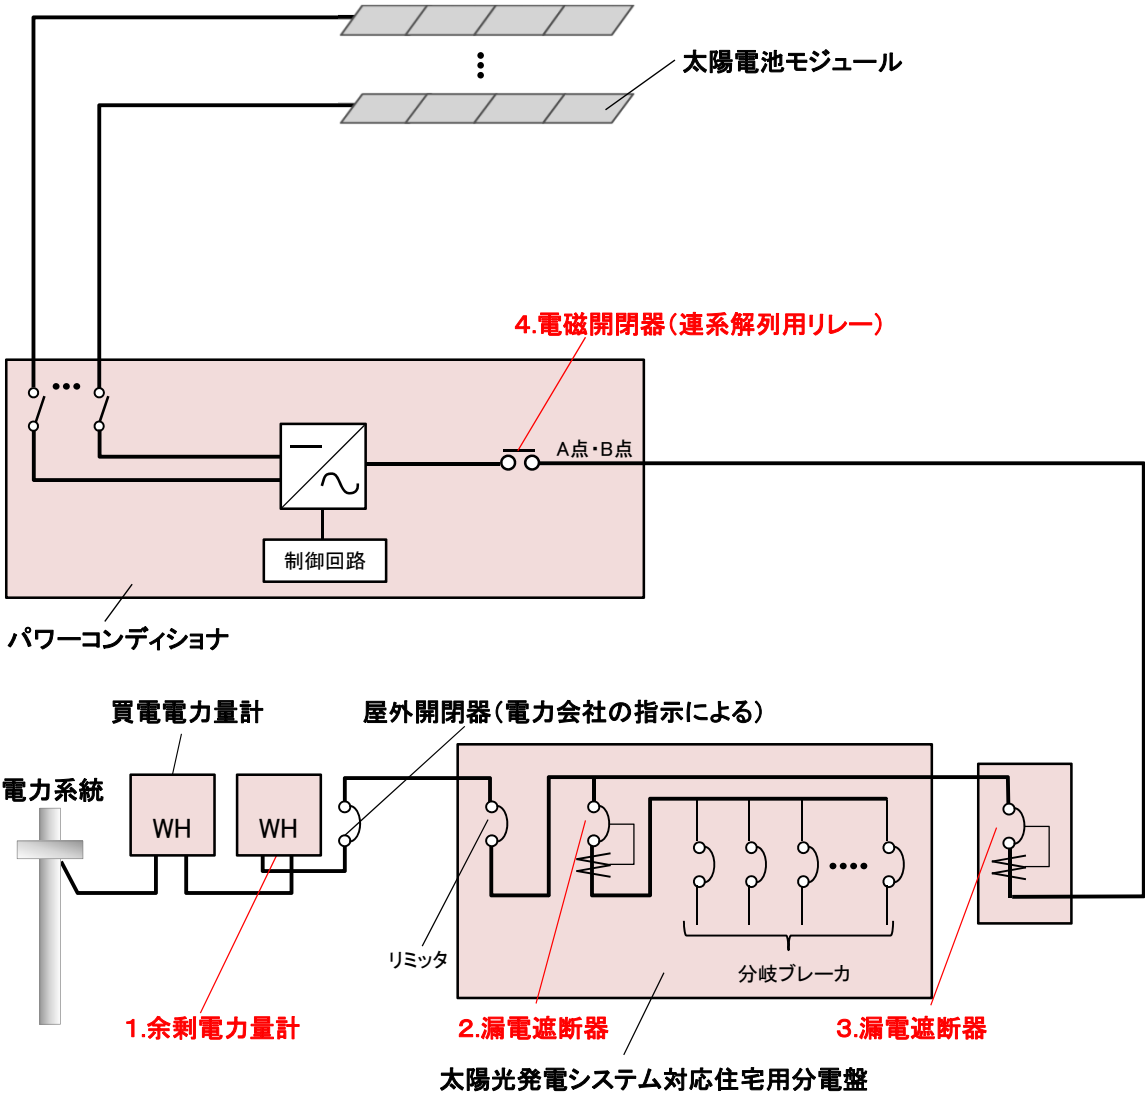 太陽電池モジュール
4.電磁開閉器（連系解列用リレー）
A点・B点
制御回路
パワーコンディショナ
買電電力量計
屋外開閉器（電力会社の指示による）
電力系統
WH
WH
リミッタ
分岐ブレーカ
1.余剰電力量計
2.漏電遮断器
3.漏電遮断器
太陽光発電システム対応住宅用分電盤